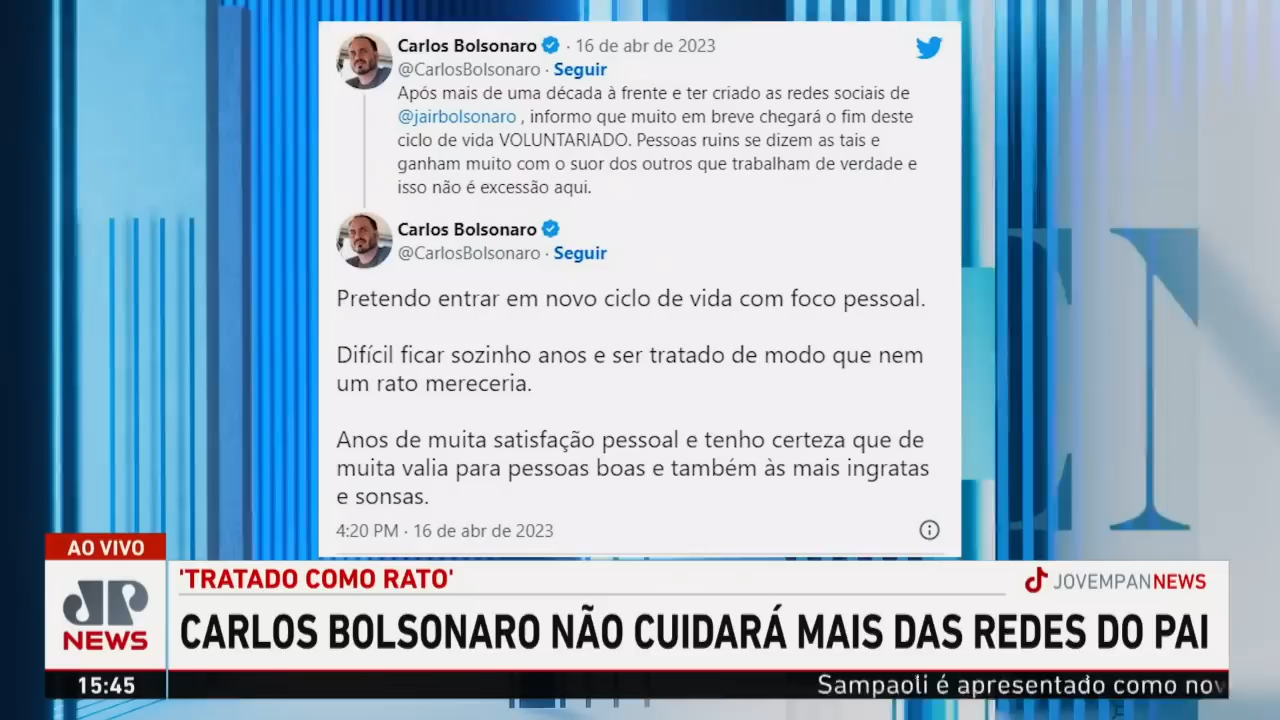 Carlos Bolsonaro · 16 de abr de 2023
@CarlosBolsonaro · Seguir
Após mais de uma década à frente e ter criado as redes sociais de
@jairbolsonaro , informo que muito em breve chegará o fim deste
ciclo de vida VOLUNTARIADO. Pessoas ruins se dizem as tais e
ganham muito com o suor dos outros que trabalham de verdade e
isso não é excessão aqui.
Carlos Bolsonaro
@CarlosBolsonaro · Seguir
Pretendo entrar em novo ciclo de vida com foco pessoal.
Difícil ficar sozinho anos e ser tratado de modo que nem
um rato mereceria.
Anos de muita satisfação pessoal e tenho certeza que de
muita valia para pessoas boas e também às mais ingratas
e sonsas.
4:20 PM · 16 de abr de 2023
AO VIVO
'TRATADO COMO RATO'
JOVEMPANNEWS
JP
NEWS
CARLOS BOLSONARO NÃO CUIDARÁ MAIS DAS REDES DO PAI
15:45
Sampaoli é apresentado como nov